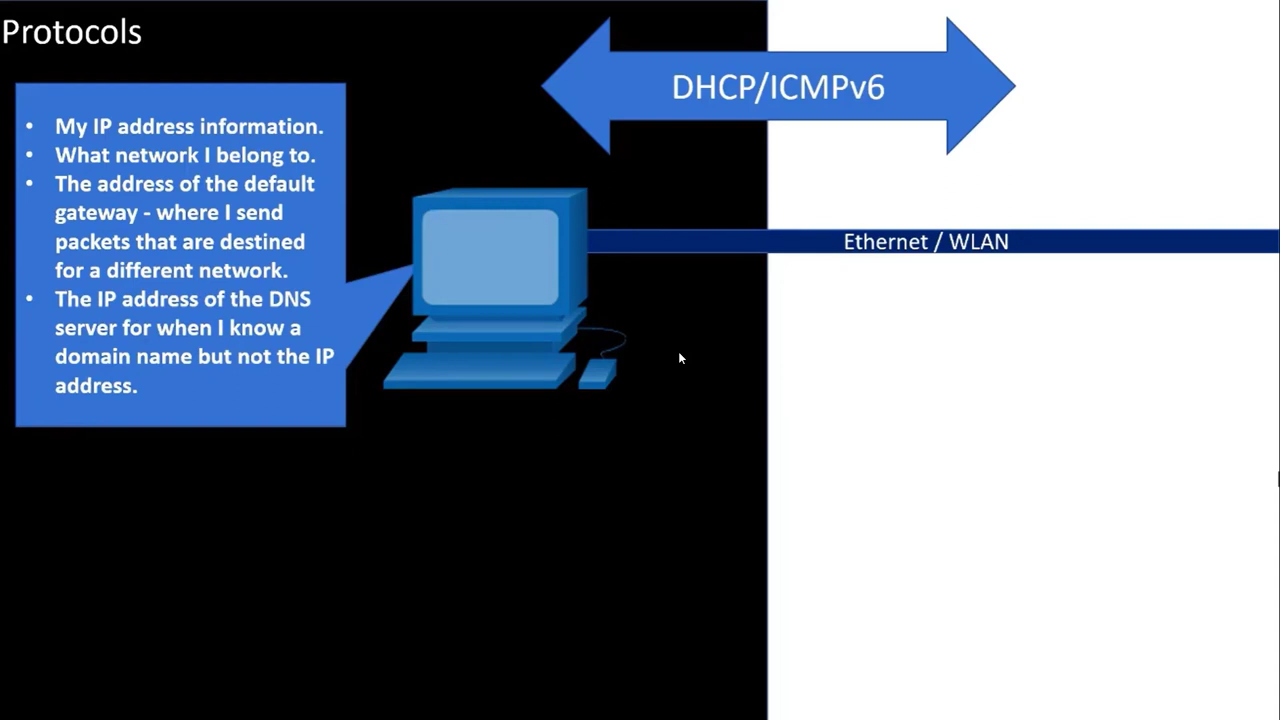 Protocols
DHCP/ICMPv6
• My IP address information.
• What network I belong to.
• The address of the default
gateway - where I send
packets that are destined
for a different network.
• The IP address of the DNS
server for when I know a
domain name but not the IP
address.
Ethernet / WLAN